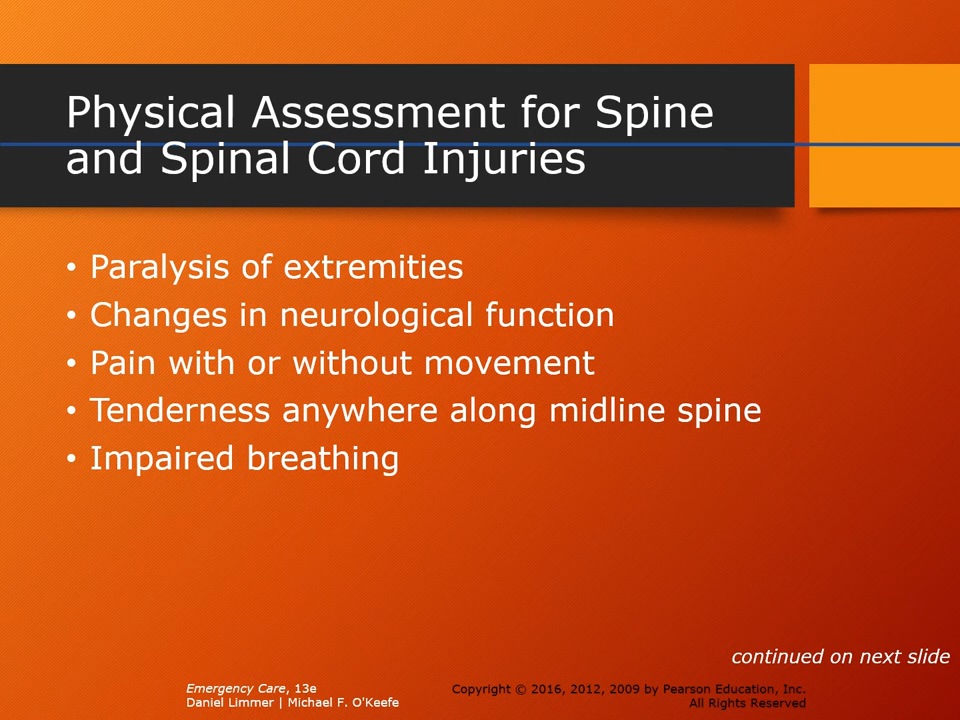 Physical Assessment for Spine
and Spinal Cord Injuries
• Paralysis of extremities
• Changes in neurological function
• Pain with or without movement
• Tenderness anywhere along midline spine
• Impaired breathing
continued on next slide
Emergency Care, 13e
Daniel Limmer | Michael F. O'Keefe
Copyright © 2016, 2012, 2009 by Pearson Education, Inc.
All Rights Reserved